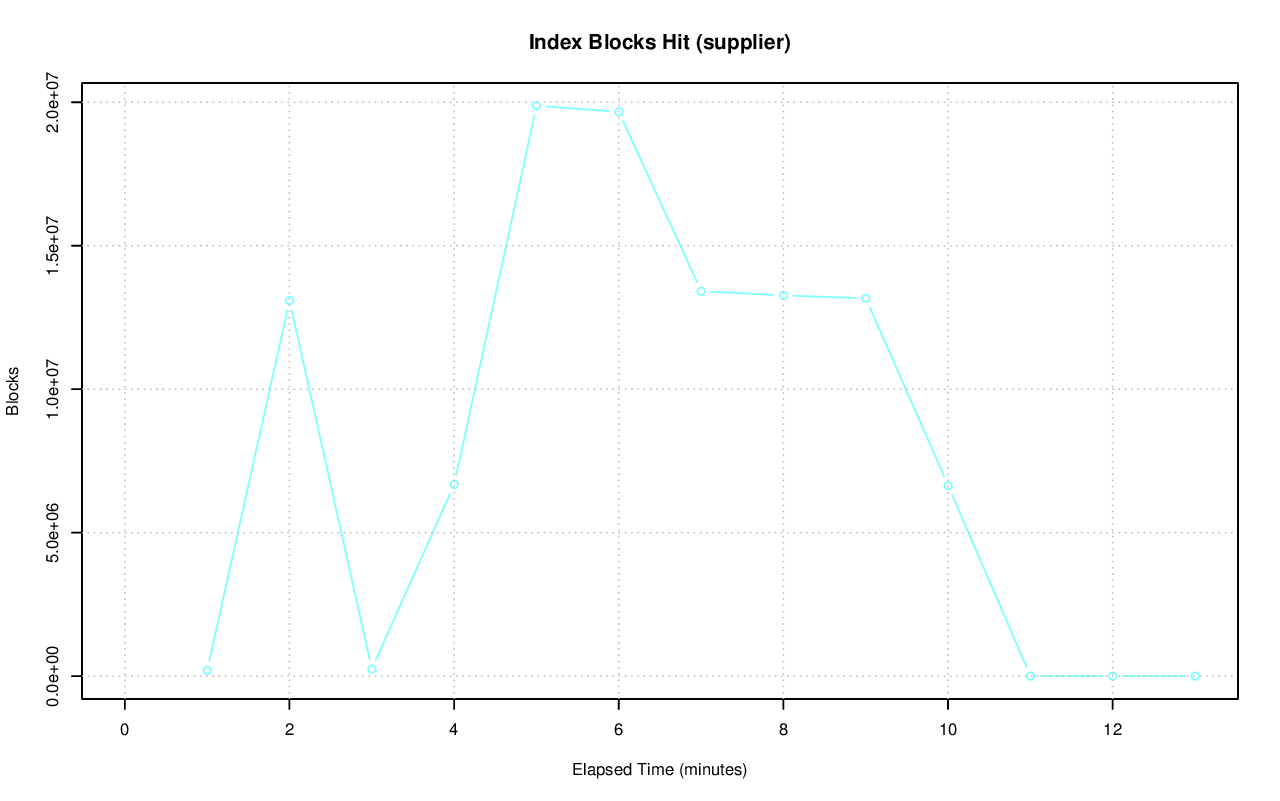 Index Blocks Hit (supplier)
2.0e+07
1.5e+07
1.0e+07
5.0e+06
0.0e+00
Blocks
0 2 4 6 8 10 12
Elapsed Time (minutes)